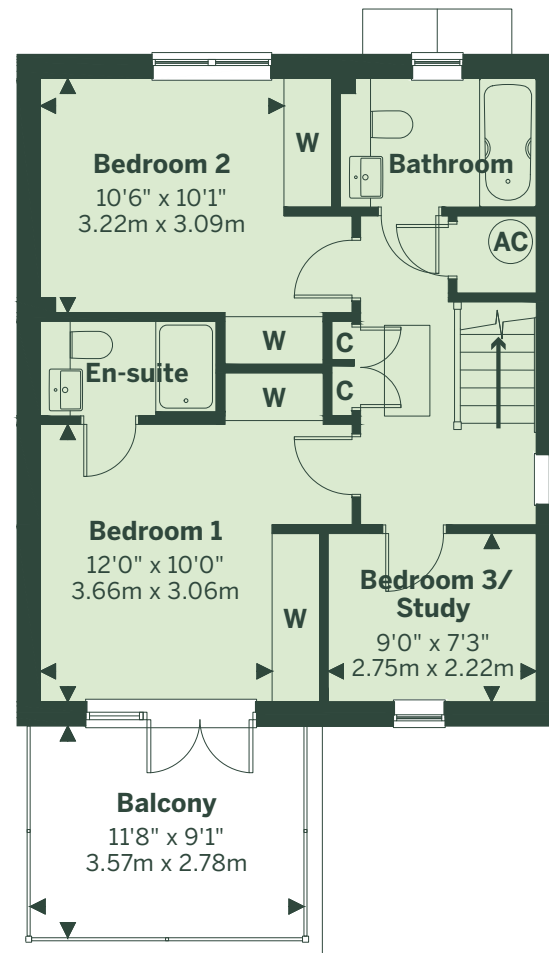 W
Bedroom 2
10'6" x 10'1"
3.22m x 3.09m
Bathroom
AC
W
C
En-suite
W
C
Bedroom 1
12'0" x 10'0"
3.66m x 3.06m
W
Bedroom 3/
Study
9'0" x 7'3"
2.75m x 2.22m
Balcony
11'8" x 9'1"
3.57m x 2.78m